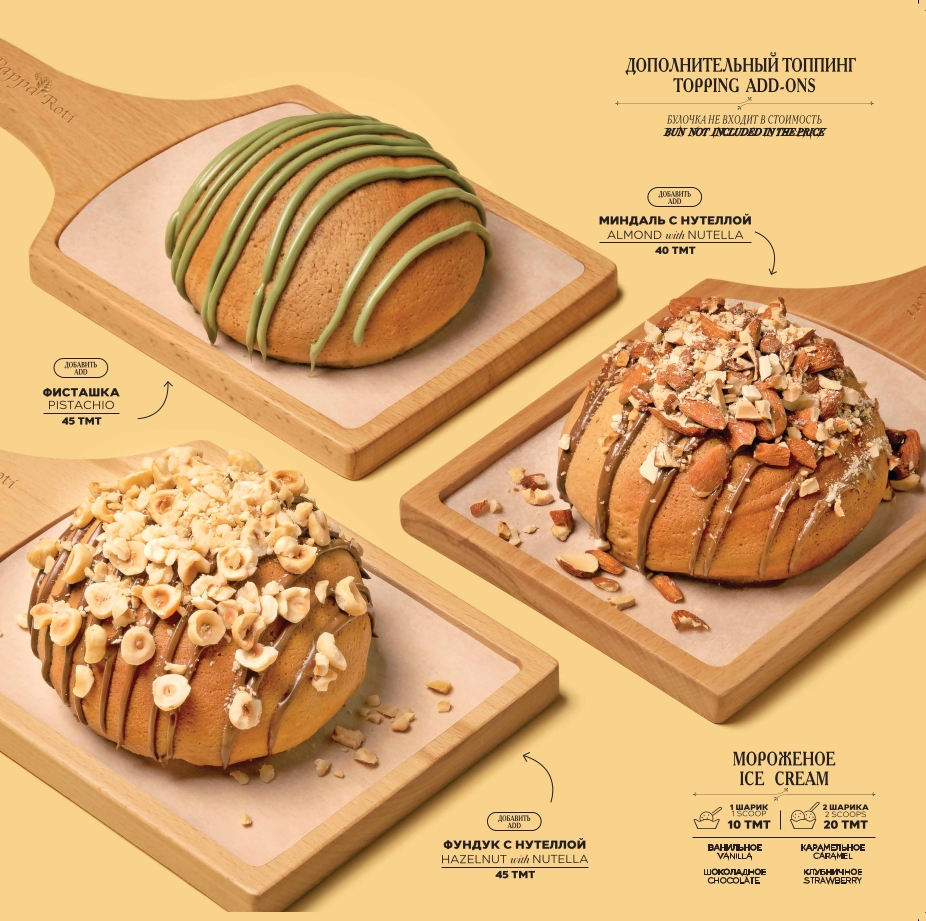 Pappa Roti
ДОПОЛНИТЕЛЬНЫЙ ТОППИНГ
TOPPING ADD-ONS
БУЛОЧКА НЕ ВХОДИТ В СТОИМОСТЬ
BUN NOT INCLUDED IN THE PRICE
ДОБАВИТЬ
ADD
МИНДАЛЬ С НУТЕЛЛОЙ
ALMOND with NUTELLA
40 TMT
ДОБАВИТЬ
ADD
ФИСТАШКА
PISTACHIO
45 TMT
ДОБАВИТЬ
ADD
ФУНДУК С НУТЕЛЛОЙ
HAZELNUT with NUTELLA
45 TMT
МОРОЖЕНОЕ
ICE CREAM
1 ШАРИК
1 SCOOP
10 TMT
2 ШАРИКА
2 SCOOPS
20 TMT
ВАНИЛЬНОЕ
VANILLA
КАРАМЕЛЬНОЕ
CARAMEL
ШОКОЛАДНОЕ
CHOCOLATE
КЛУБНИЧНОЕ
STRAWBERRY